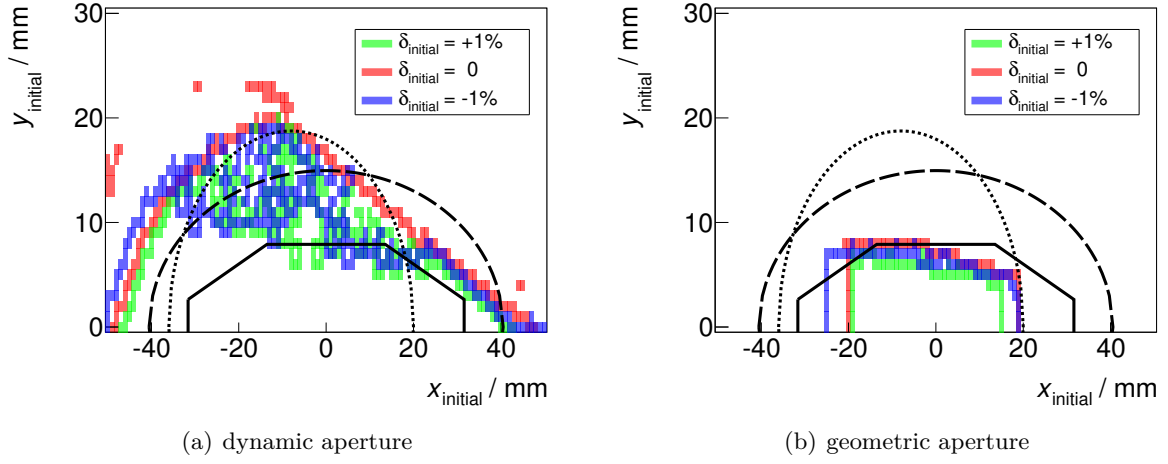 y_initial / mm
30
20
10
0
δ_initial = +1%
δ_initial = 0
δ_initial = -1%
-40 -20 0 20 40
x_initial / mm
(a) dynamic aperture
y_initial / mm
30
20
10
0
δ_initial = +1%
δ_initial = 0
δ_initial = -1%
-40 -20 0 20 40
x_initial / mm
(b) geometric aperture